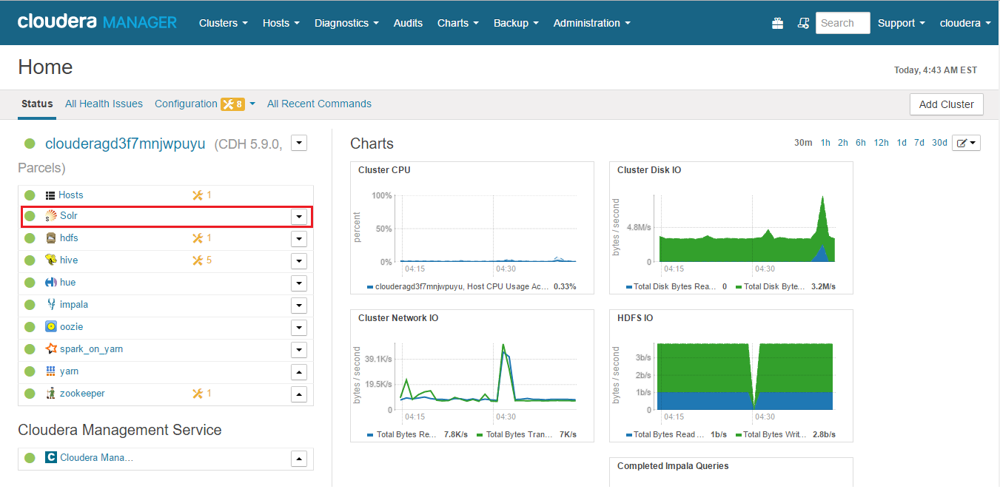 cloudera MANAGER Clusters Hosts Diagnostics Audits Charts Backup Administration Search Support cloudera
Home
Today, 4:43 AM EST
Status All Health Issues Configuration 8 All Recent Commands Add Cluster
clouderagd3f7mnjwpuyu (CDH 5.9.0,
Parcels)
Hosts 1
S Solr
hdfs 1
hive 5
hue
impala
oozie
spark_on_yarn
yarn
zookeeper 1
Cloudera Management Service
C Cloudera Mana...
Charts 30m 1h 2h 6h 12h 1d 7d 30d
Cluster CPU
percent
100%
50%
0%
04:15 04:30
clouderagd3f7mnjwpuyu, Host CPU Usage Ac... 0.33%
Cluster Disk IO
bytes / second
4.8M/s
0
04:15 04:30
Total Disk Bytes Rea... 0 Total Disk Byte... 3.2M/s
Cluster Network IO
bytes / second
39.1K/s
19.5K/s
0
04:15 04:30
Total Bytes Re... 7.8K/s Total Bytes Tran... 7K/s
HDFS IO
bytes / second
3b/s
2b/s
1b/s
0
04:15 04:30
Total Bytes Read ... 1b/s Total Bytes Writ... 2.8b/s
Completed Impala Queries